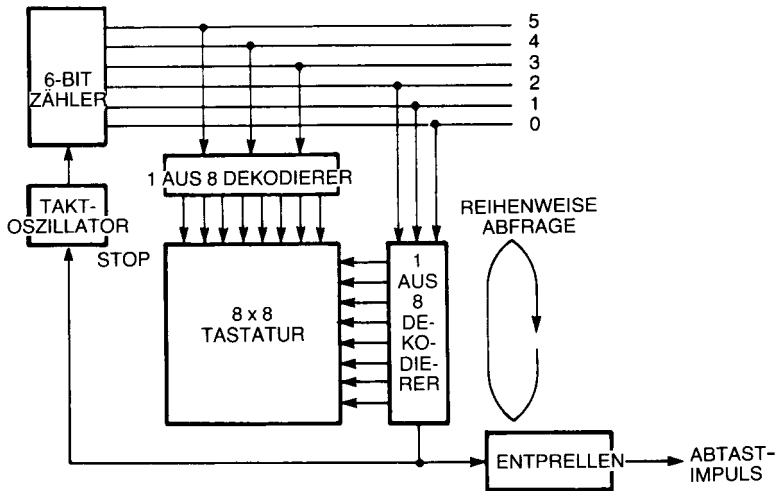 6-BIT
ZÄHLER
5
4
3
2
1
0
1 AUS 8 DEKODIERER
TAKT-
OSZILLATOR
STOP
8 x 8
TASTATUR
1
AUS
8
DE-
KO-
DIE-
RER
REIHENWEISE
ABFRAGE
ENTPRELLEN
ABTAST-
IMPULS